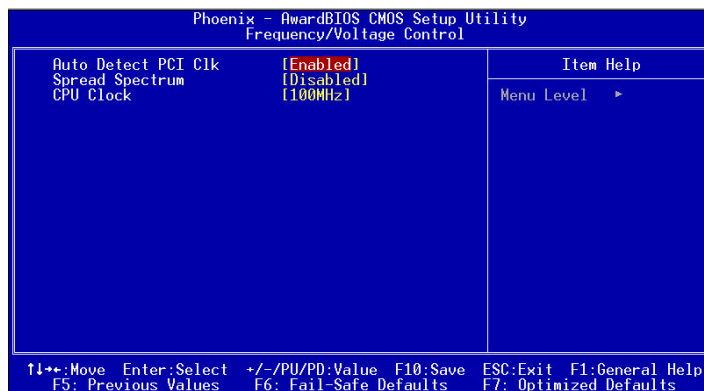 Phoenix - AwardBIOS CMOS Setup Utility
Frequency/Voltage Control
Auto Detect PCI Clk [Enabled]
Spread Spectrum [Disabled]
CPU Clock [100MHz]
Item Help
Menu Level ►
↑↓→←:Move Enter:Select +/-/PU/PD:Value F10:Save ESC:Exit F1:General Help
F5: Previous Values F6: Fail-Safe Defaults F7: Optimized Defaults